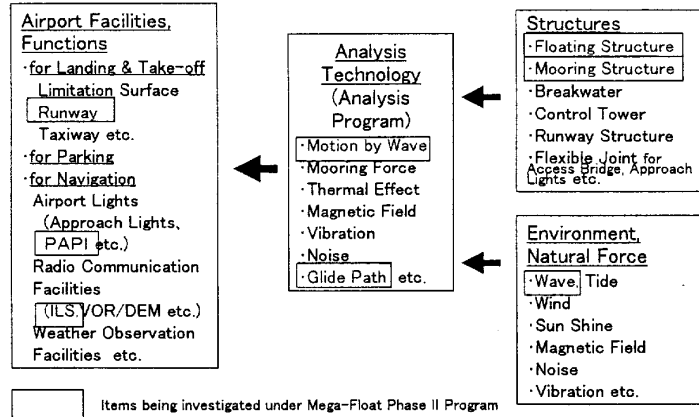 Airport Facilities,
Functions
·for Landing & Take-off
Limitation Surface
Runway
Taxiway etc.
·for Parking
·for Navigation
Airport Lights
(Approach Lights、
PAPI etc.)
Radio Communication
Facilities
(ILS.VOR/DEM etc.)
Weather Observation
Facilities etc.
Analysis
Technology
(Analysis
Program)
·Motion by Wave
·Mooring Force
·Thermal Effect
·Magnetic Field
·Vibration
·Noise
·Glide Path etc.
Structures
·Floating Structure
·Mooring Structure
·Breakwater
·Control Tower
·Runway Structure
·Flexible Joint for
Access Bridge, Approach
Lights etc.
Environment,
Natural Force
·Wave, Tide
·Wind
·Sun Shine
·Magnetic Field
·Noise
·Vibration etc.
Items being investigated under Mega-Float Phase II Program